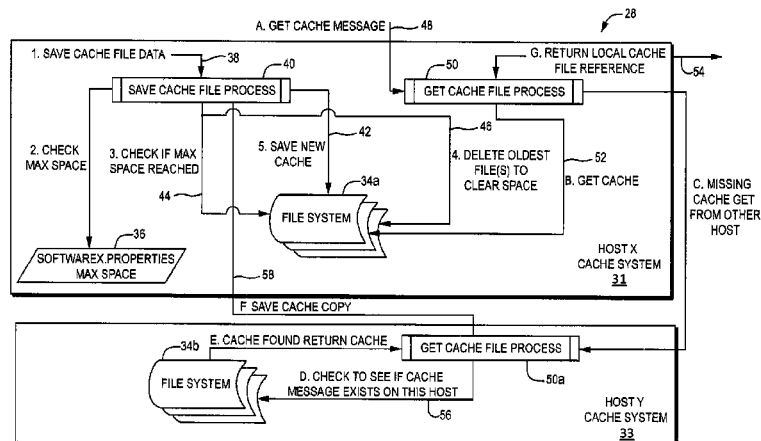 A. GET CACHE MESSAGE
48
28
1. SAVE CACHE FILE DATA
38
40
SAVE CACHE FILE PROCESS
50
GET CACHE FILE PROCESS
G. RETURN LOCAL CACHE
FILE REFERENCE
54
2. CHECK
MAX SPACE
3. CHECK IF MAX
SPACE REACHED
44
42
5. SAVE NEW
CACHE
46
4. DELETE OLDEST
FILE(S) TO
CLEAR SPACE
52
B. GET CACHE
C. MISSING
CACHE GET
FROM OTHER
HOST
34a
FILE SYSTEM
36
SOFTWAREX.PROPERTIES
MAX SPACE
58
HOST X
CACHE SYSTEM
31
F SAVE CACHE COPY
34b
E. CACHE FOUND RETURN CACHE
GET CACHE FILE PROCESS
50a
FILE SYSTEM
D. CHECK TO SEE IF CACHE
MESSAGE EXISTS ON THIS HOST
56
HOST Y
CACHE SYSTEM
33